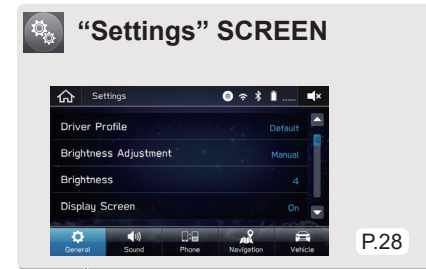 “Settings” SCREEN
Settings
Driver Profile Default
Brightness Adjustment Manual
Brightness 4
Display Screen On
General Sound Phone Navigation Vehicle
P.28